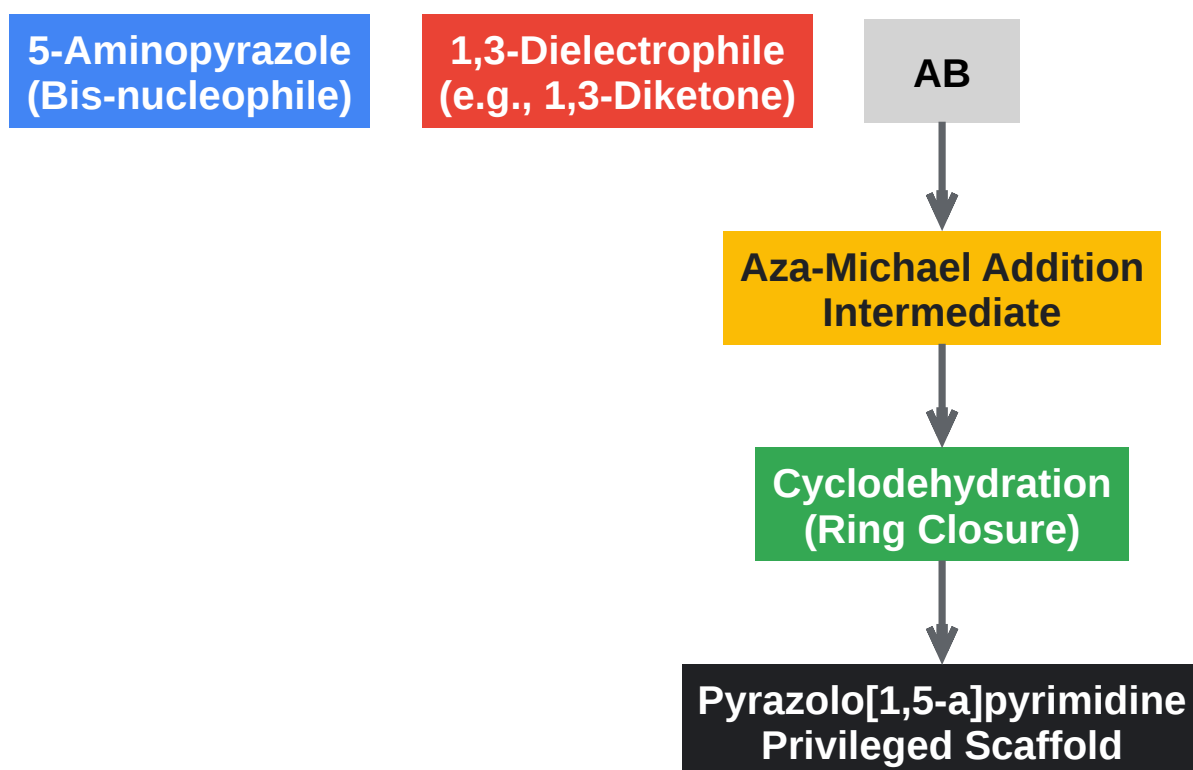 5-Aminopyrazole
(Bis-nucleophile)
1,3-Dielectrophile
(e.g., 1,3-Diketone)
AB
Aza-Michael Addition
Intermediate
Cyclodehydration
(Ring Closure)
Pyrazolo[1,5-a]pyrimidine
Privileged Scaffold